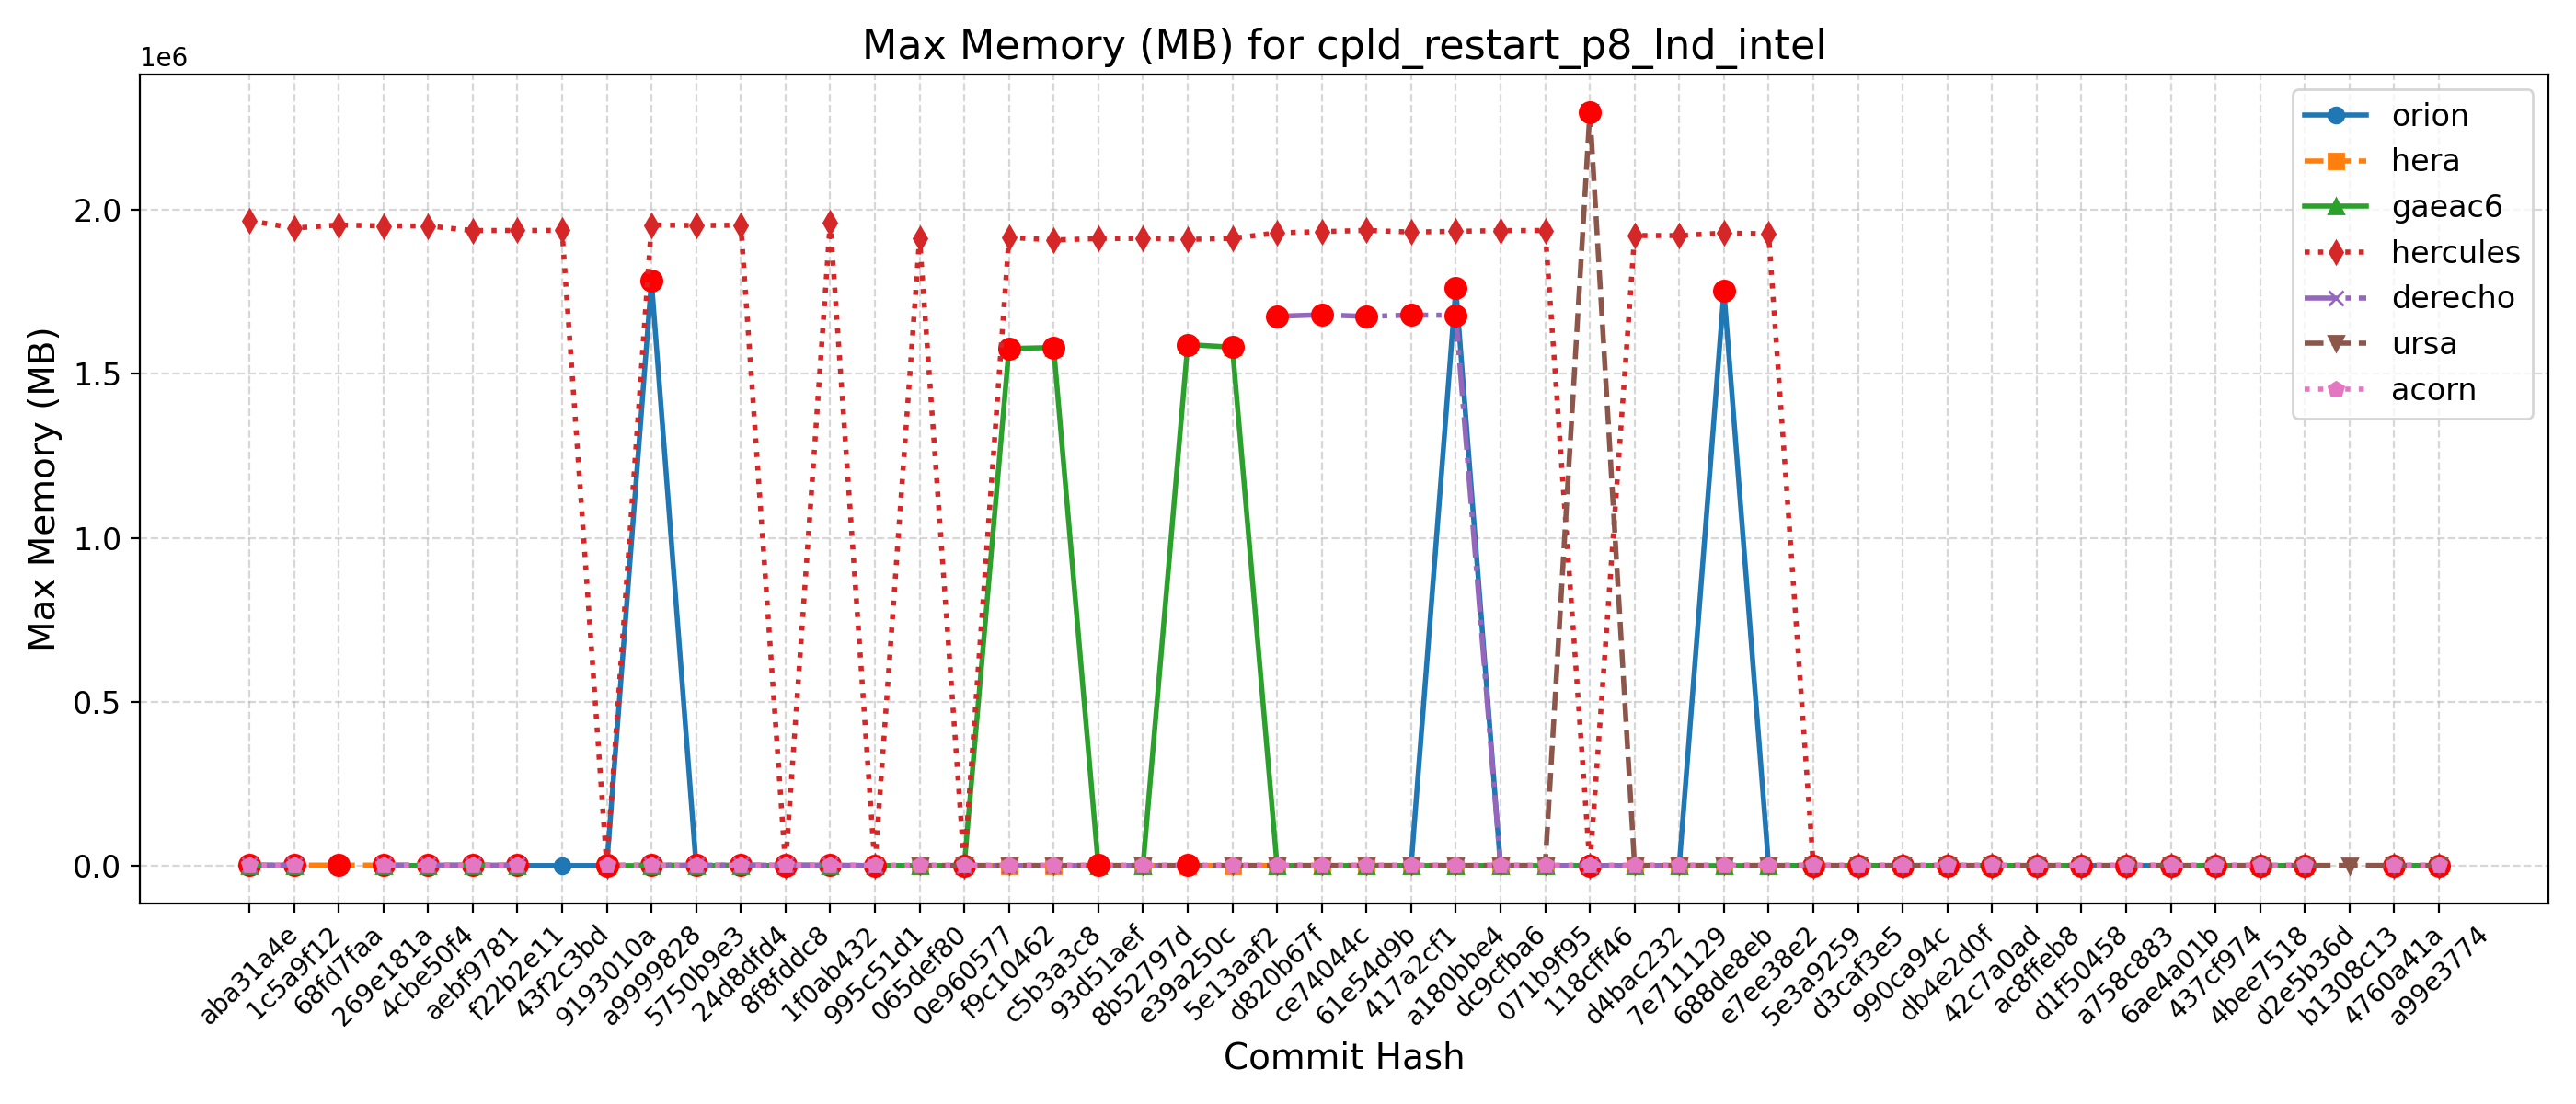 Max Memory (MB) for cpld_restart_p8_lnd_intel
1e6
2.0
1.5
1.0
0.5
0.0
Max Memory (MB)
orion
hera
gaeac6
hercules
derecho
ursa
acorn
aba31a4e
1c5a9f12
68fd7faa
269e181a
4cbe50f4
aebf9781
f22b2e11
43f2c3bd
9193010a
a9999828
5750b9e3
24d8dfd4
8f8fddc8
1f0ab432
995c51d1
065def80
0e960577
f9c10462
c5b3a3c8
93d51aef
8b52797d
e39a250c
5e13aaf2
d820b67f
ce74044c
61e54d9b
417a2cf1
a180bbe4
dc9cfba6
071b9f95
118cff46
d4bac232
7e711129
688de8eb
e7ee38e2
5e3a9259
d3caf3e5
990ca94c
db4e2d0f
42c7a0ad
ac8ffeb8
d1f50458
a758c883
6ae4a01b
437cf974
4bee7518
d2e5b36d
b1308c13
4760a41a
a99e3774
Commit Hash